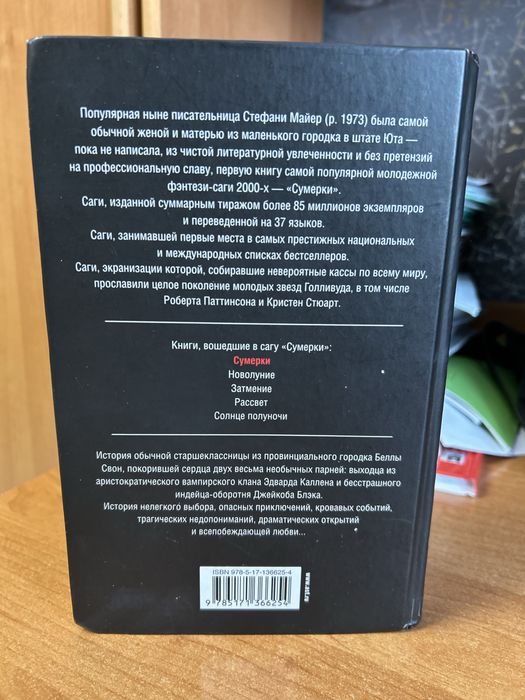 Популярная ныне писательница Стефани Майер (р. 1973) была самой
обычной женой и матерью из маленького городка в штате Юта —
пока не написала, из чистой литературной увлеченности и без претензий
на профессиональную славу, первую книгу самой популярной молодежной
фэнтези-саги 2000-х — «Сумерки».
Саги, изданной суммарным тиражом более 85 миллионов экземпляров
и переведенной на 37 языков.
Саги, занимавшей первые места в самых престижных национальных
и международных списках бестселлеров.
Саги, экранизации которой, собиравшие невероятные кассы по всему миру,
прославили целое поколение молодых звезд Голливуда, в том числе
Роберта Паттинсона и Кристен Стюарт.
Книги, вошедшие в сагу «Сумерки»:
Сумерки
Новолуние
Затмение
Рассвет
Солнце полуночи
История обычной старшеклассницы из провинциального городка Беллы
Свон, покорившей сердца двух весьма необычных парней: выходца из
аристократического вампирского клана Эдварда Каллена и бесстрашного
индейца-оборотня Джейкоба Блэка.
История нелегкого выбора, опасных приключений, кровавых событий,
трагических недопониманий, драматических открытий
и всепобеждающей любви...
ISBN 978-5-17-136625-4
9 785171 366254
www.ast.ru